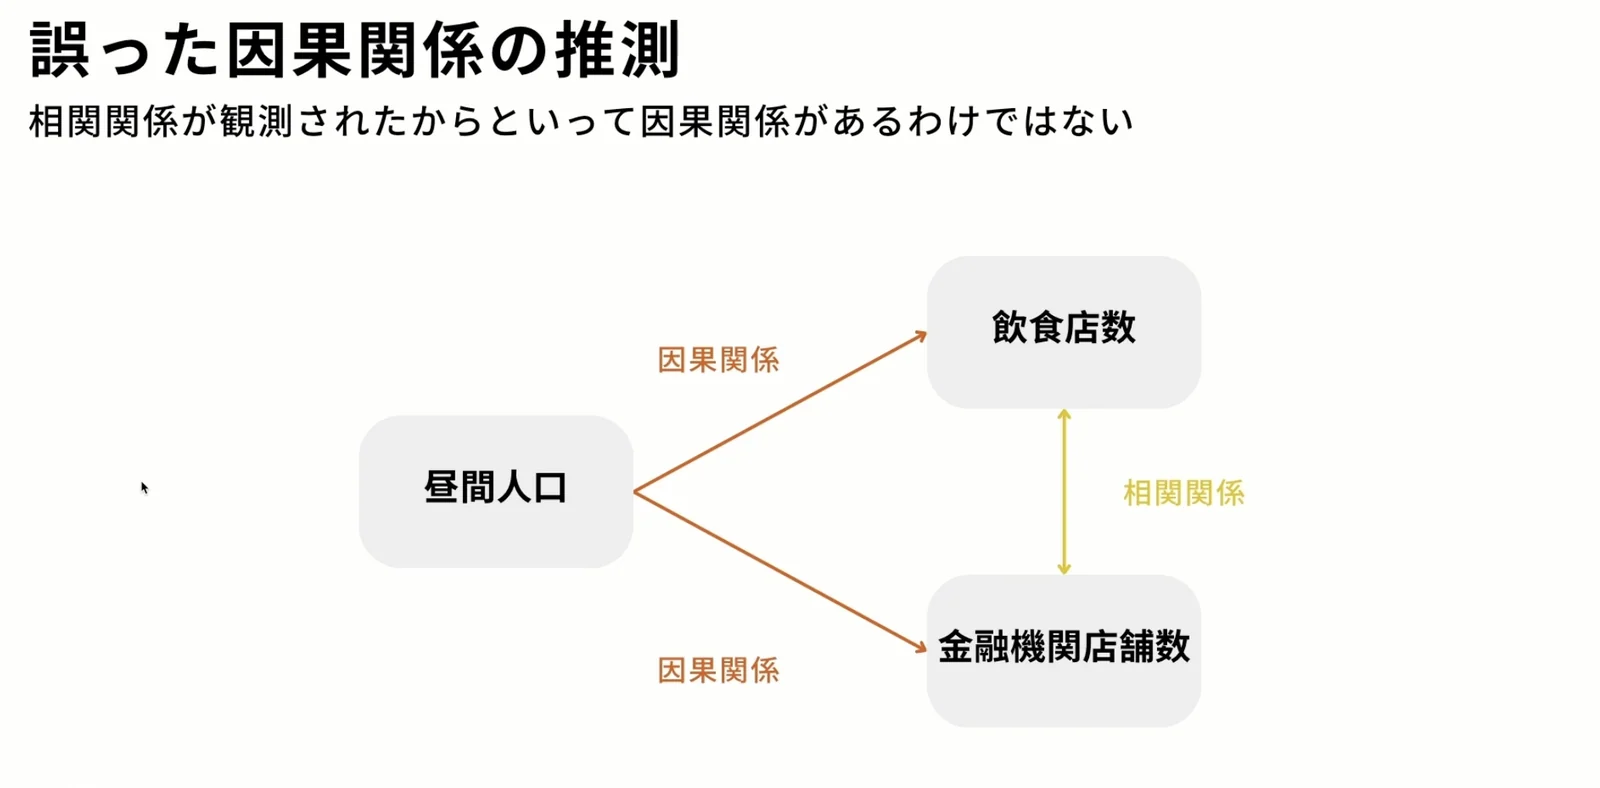 誤った因果関係の推測
相関関係が観測されたからといって因果関係があるわけではない
飲食店数
因果関係
昼間人口
相関関係
金融機関店舗数
因果関係